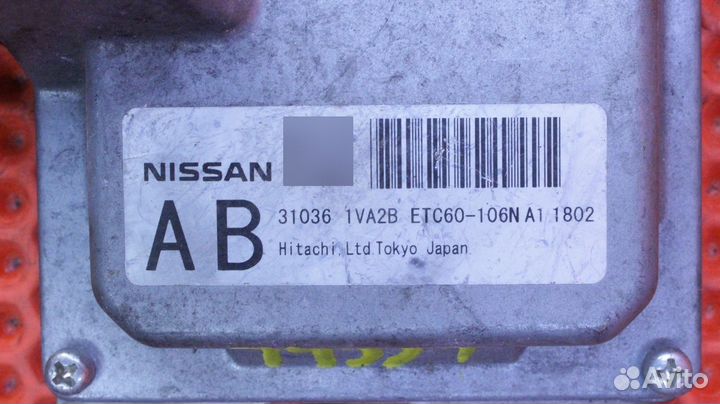 NISSAN
AB
31036 1VA2B ETC60-106N A1 1802
Hitachi, Ltd Tokyo Japan
Avito